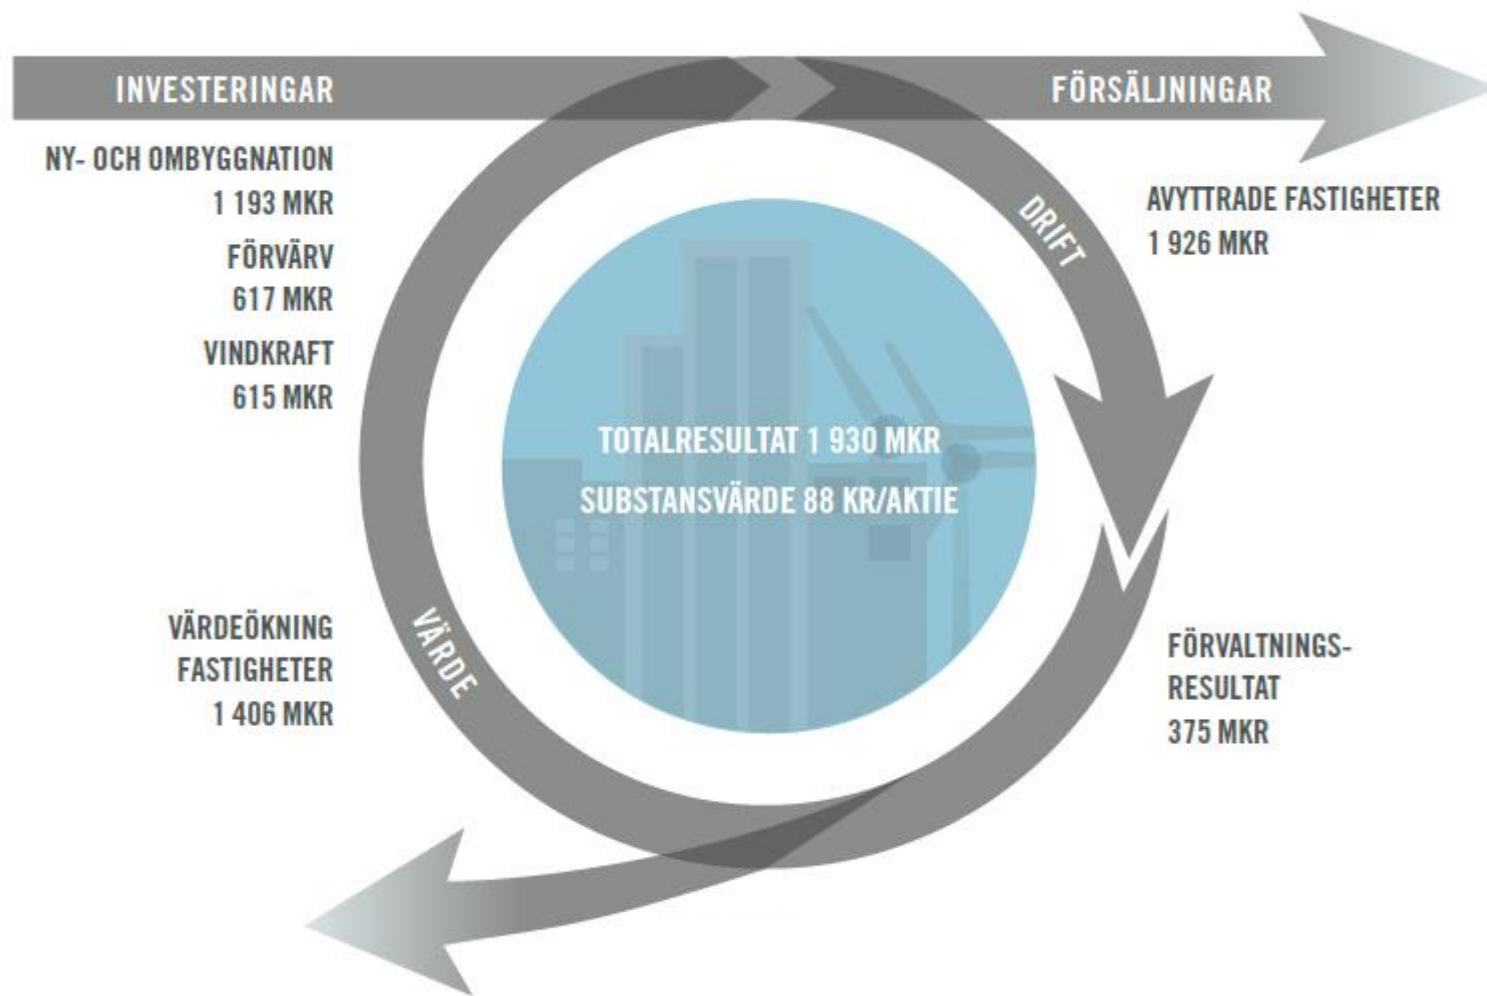 INVESTERINGAR
NY- OCH OMBYGGNATION
1 193 MKR
FÖRVÄRV
617 MKR
VINDKRAFT
615 MKR
FÖRSÄLJNINGAR
AVYTTRADE FASTIGHETER
1 926 MKR
DRIFT
TOTALRESULTAT 1 930 MKR
SUBSTANSVÄRDE 88 KR/AKTIE
VÄRDEÖKNING
FASTIGHETER
1 406 MKR
VÄRDE
FÖRVALTNINGS-
RESULTAT
375 MKR